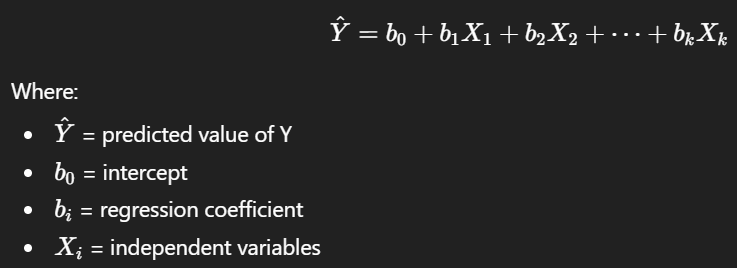 Ŷ = b₀ + b₁X₁ + b₂X₂ + ⋯ + bₖXₖ
Where:
• Ŷ = predicted value of Y
• b₀ = intercept
• bᵢ = regression coefficient
• Xᵢ = independent variables